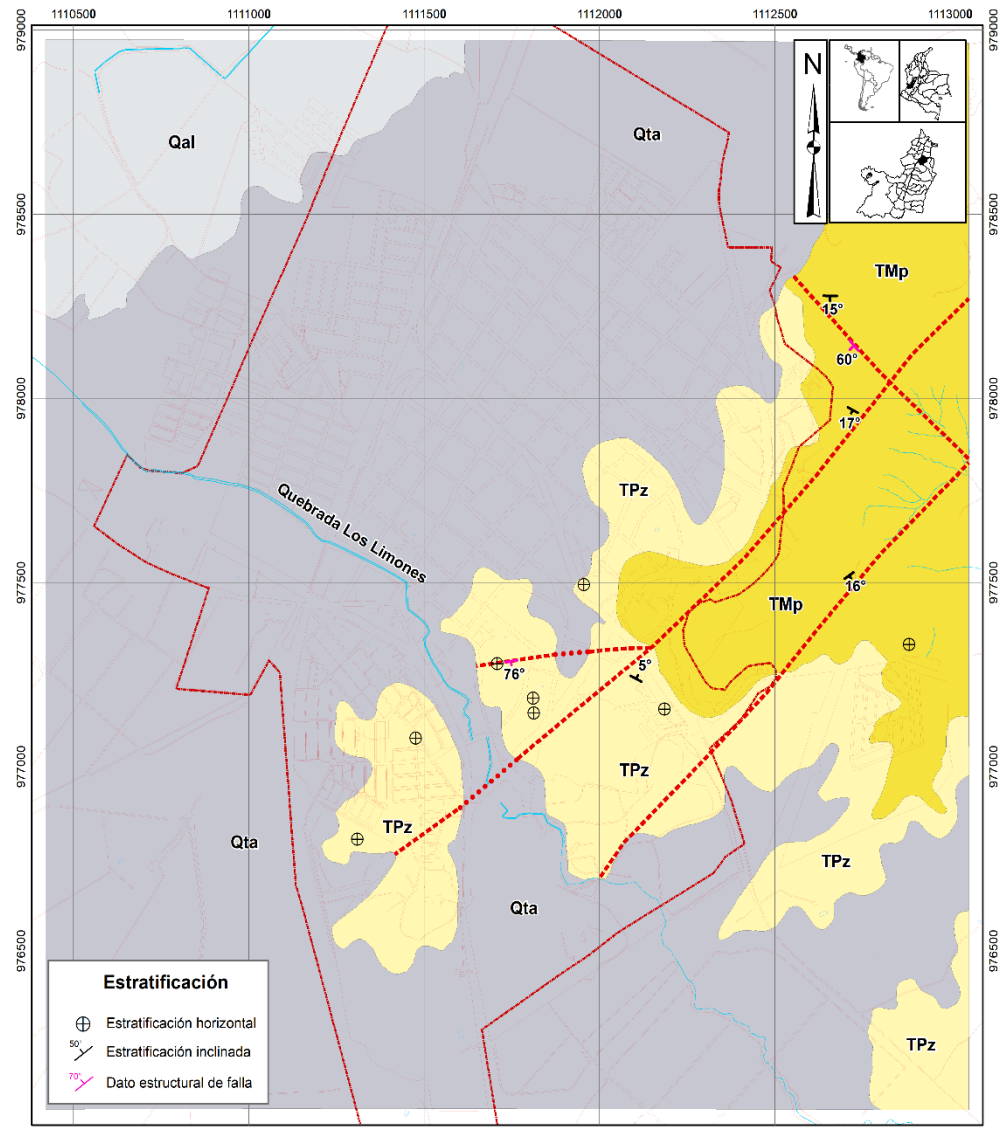 1110500 1111000 1111500 1112000 1112500 1113000
979000 979000
N
Qal
Qta
978500 978500
TMp
15°
60°
978000 978000
17°
TPz
Quebrada Los Limones
977500 977500
16°
TMp
5°
76°
977000 977000
TPz
TPz
Qta
TPz
Qta
976500 976500
TPz
Estratificación
Estratificación horizontal
50°
Estratificación inclinada
70°
Dato estructural de falla